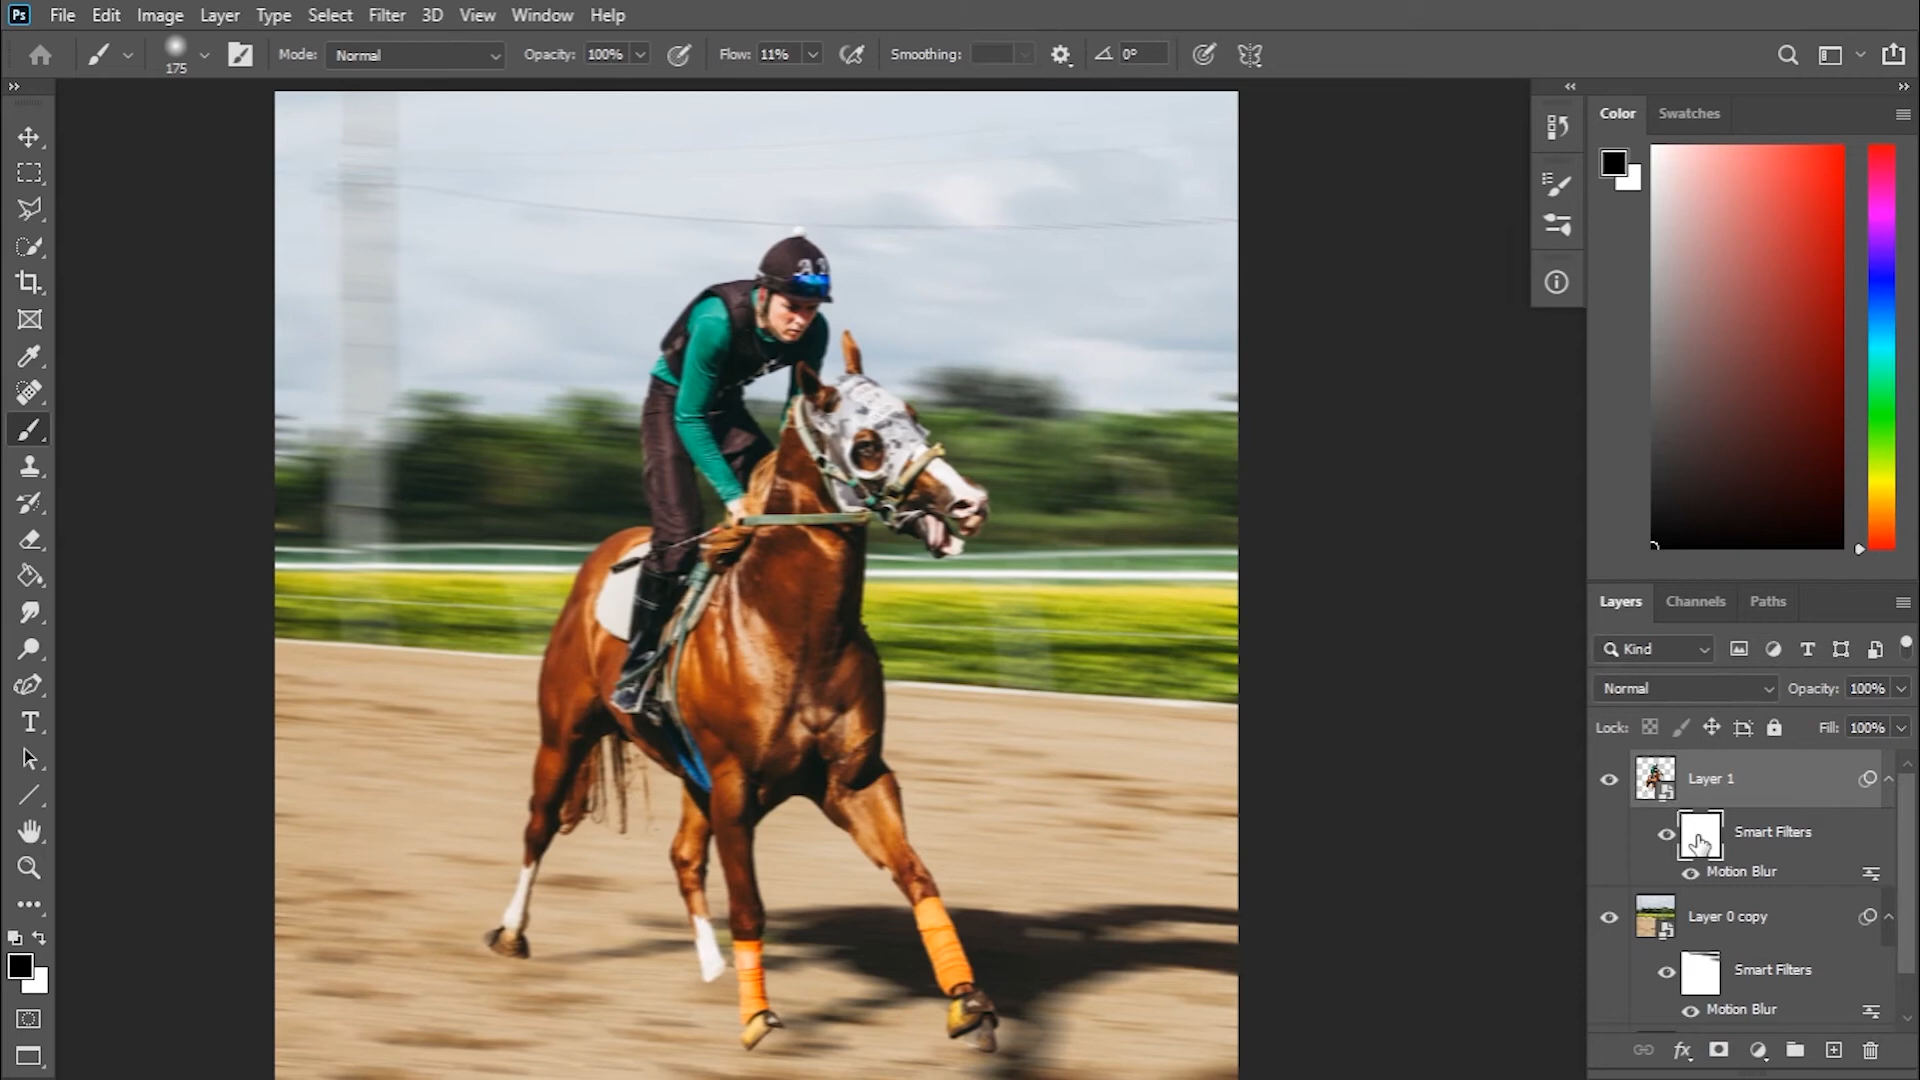 Ps File Edit Image Layer Type Select Filter 3D View Window Help
175 Mode: Normal Opacity: 100% Flow: 11% Smoothing: 0°
Color Swatches
Layers Channels Paths
Kind
Normal Opacity: 100%
Lock: Fill: 100%
Layer 1
Smart Filters
Motion Blur
Layer 0 copy
Smart Filters
Motion Blur
fx